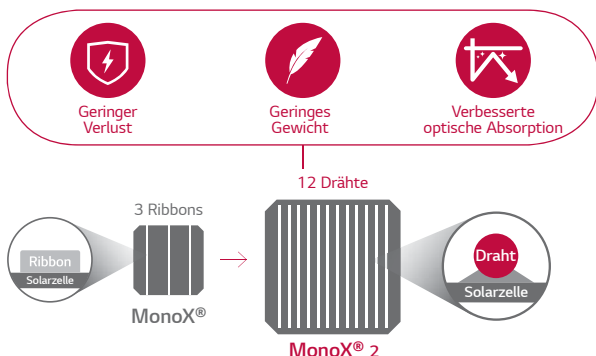 Geringer
Verlust
Geringes
Gewicht
Verbesserte
optische Absorption
12 Drähte
3 Ribbons
Ribbon
Solarzelle
MonoX®
Draht
Solarzelle
MonoX® 2